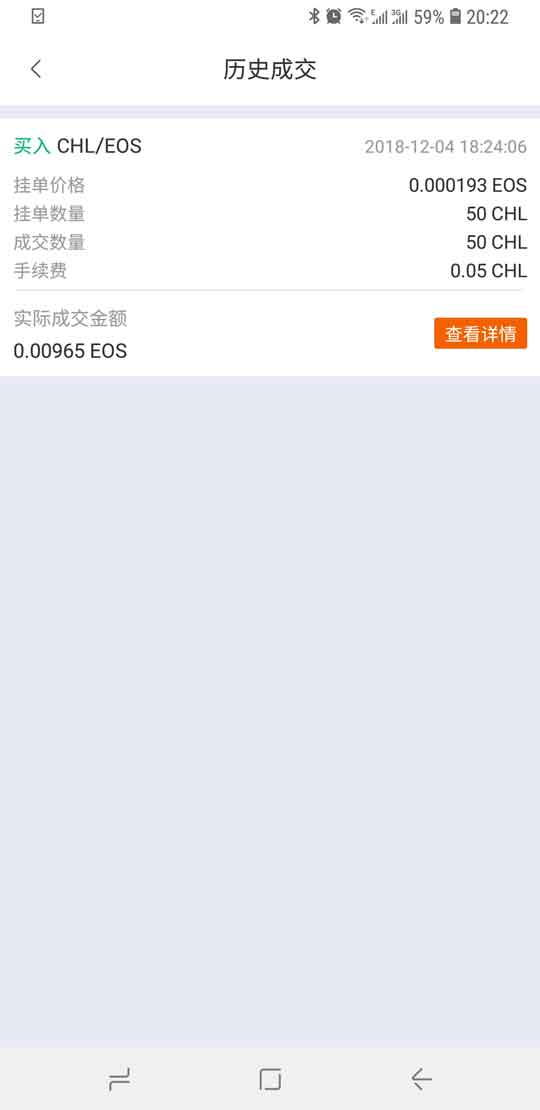 E 3G 59% 20:22
历史成交
买入 CHL/EOS 2018-12-04 18:24:06
挂单价格 0.000193 EOS
挂单数量 50 CHL
成交数量 50 CHL
手续费 0.05 CHL
实际成交金额
查看详情
0.00965 EOS